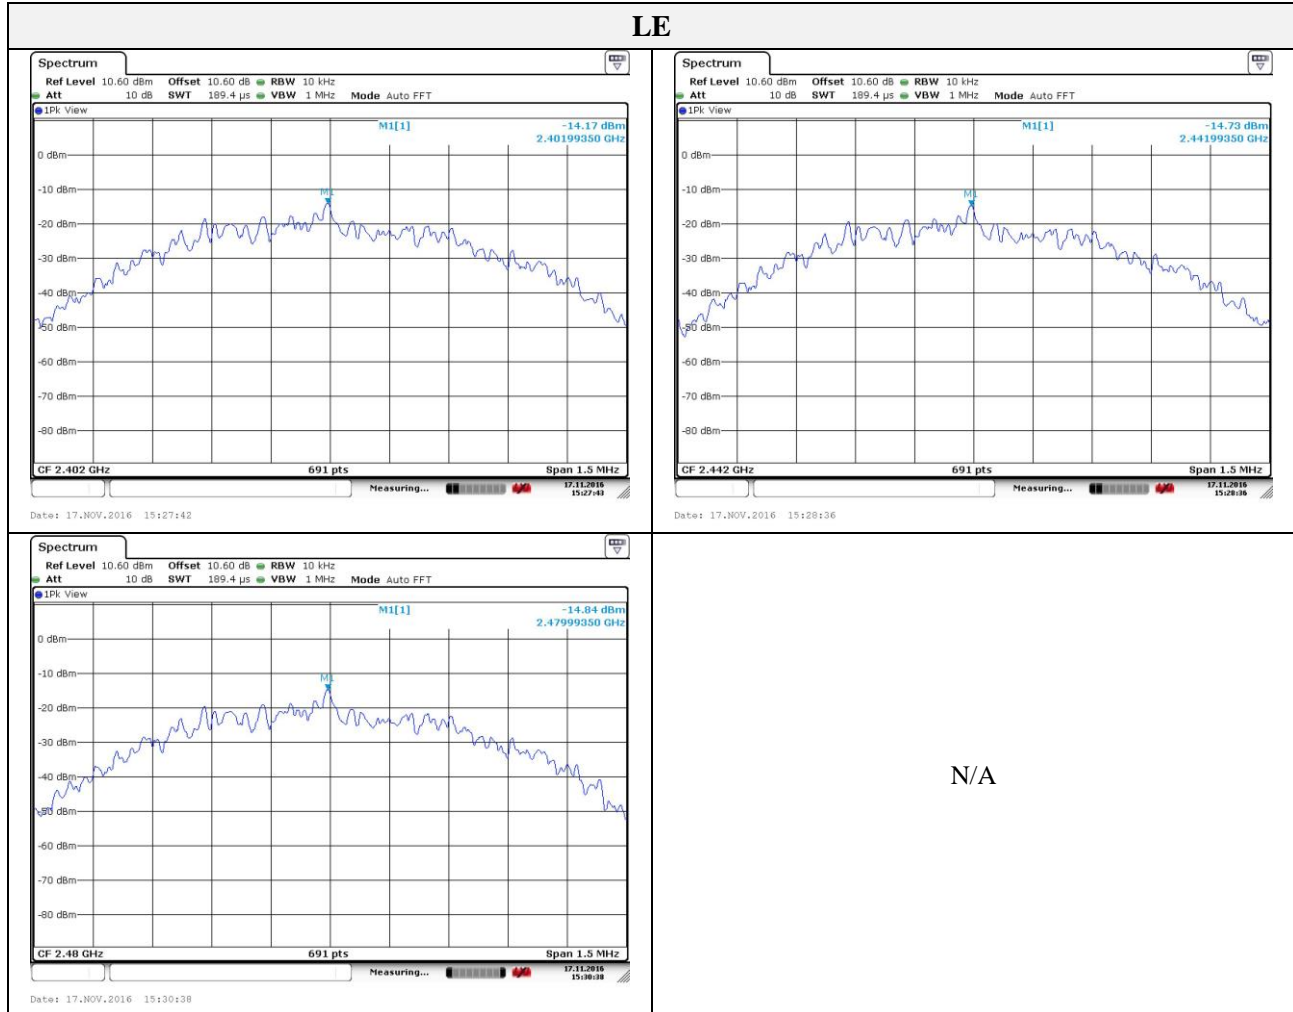 LE
Spectrum
Ref Level 10.60 dBm Offset 10.60 dB RBW 10 kHz
Att 10 dB SWT 189.4 µs VBW 1 MHz Mode Auto FFT
1Pk View
M1[1] -14.17 dBm
2.40199350 GHz
0 dBm
-10 dBm
M1
-20 dBm
-30 dBm
-40 dBm
-50 dBm
-60 dBm
-70 dBm
-80 dBm
CF 2.402 GHz 691 pts Span 1.5 MHz
Measuring... 17.11.2016
15:27:43
Date: 17.NOV.2016 15:27:42
Spectrum
Ref Level 10.60 dBm Offset 10.60 dB RBW 10 kHz
Att 10 dB SWT 189.4 µs VBW 1 MHz Mode Auto FFT
1Pk View
M1[1] -14.73 dBm
2.44199350 GHz
0 dBm
-10 dBm
M1
-20 dBm
-30 dBm
-40 dBm
-50 dBm
-60 dBm
-70 dBm
-80 dBm
CF 2.442 GHz 691 pts Span 1.5 MHz
Measuring... 17.11.2016
15:28:36
Date: 17.NOV.2016 15:28:36
Spectrum
Ref Level 10.60 dBm Offset 10.60 dB RBW 10 kHz
Att 10 dB SWT 189.4 µs VBW 1 MHz Mode Auto FFT
1Pk View
M1[1] -14.84 dBm
2.47999350 GHz
0 dBm
-10 dBm
M1
-20 dBm
-30 dBm
-40 dBm
-50 dBm
-60 dBm
-70 dBm
-80 dBm
CF 2.48 GHz 691 pts Span 1.5 MHz
Measuring... 17.11.2016
15:30:38
Date: 17.NOV.2016 15:30:38
N/A